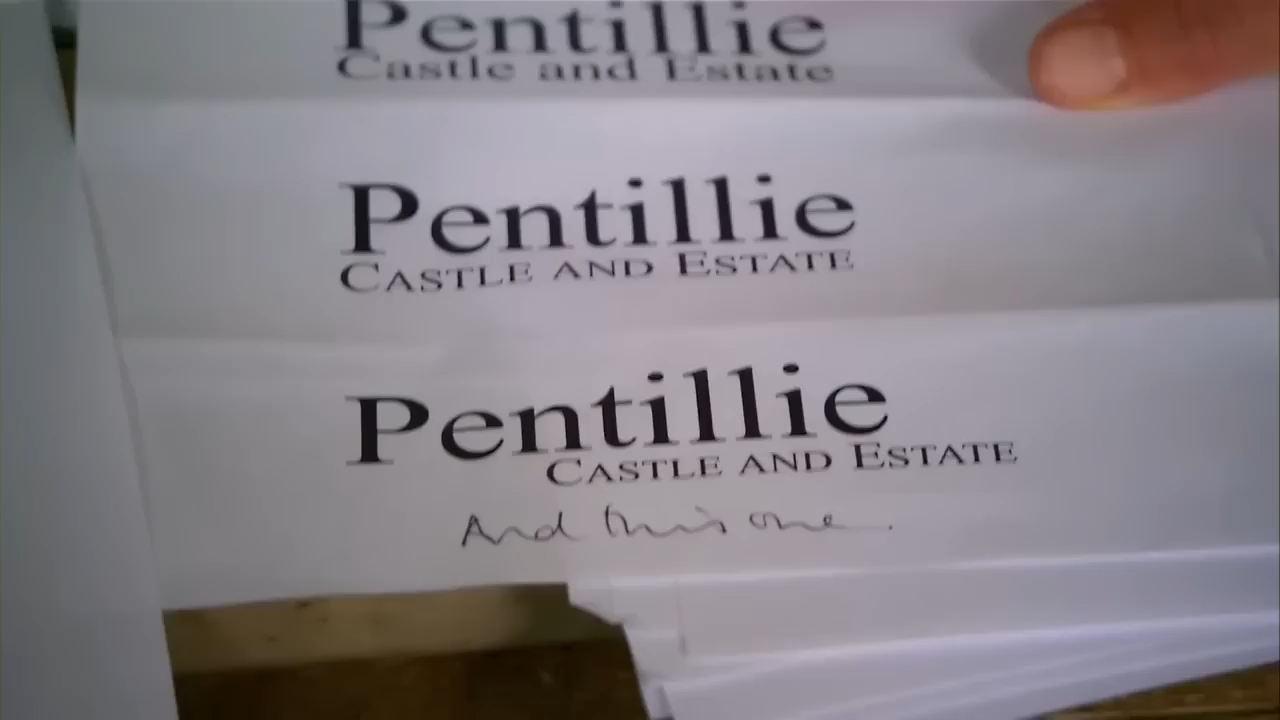 Pentillie
Castle and Estate
Pentillie
CASTLE AND ESTATE
Pentillie
CASTLE AND ESTATE
And this one.